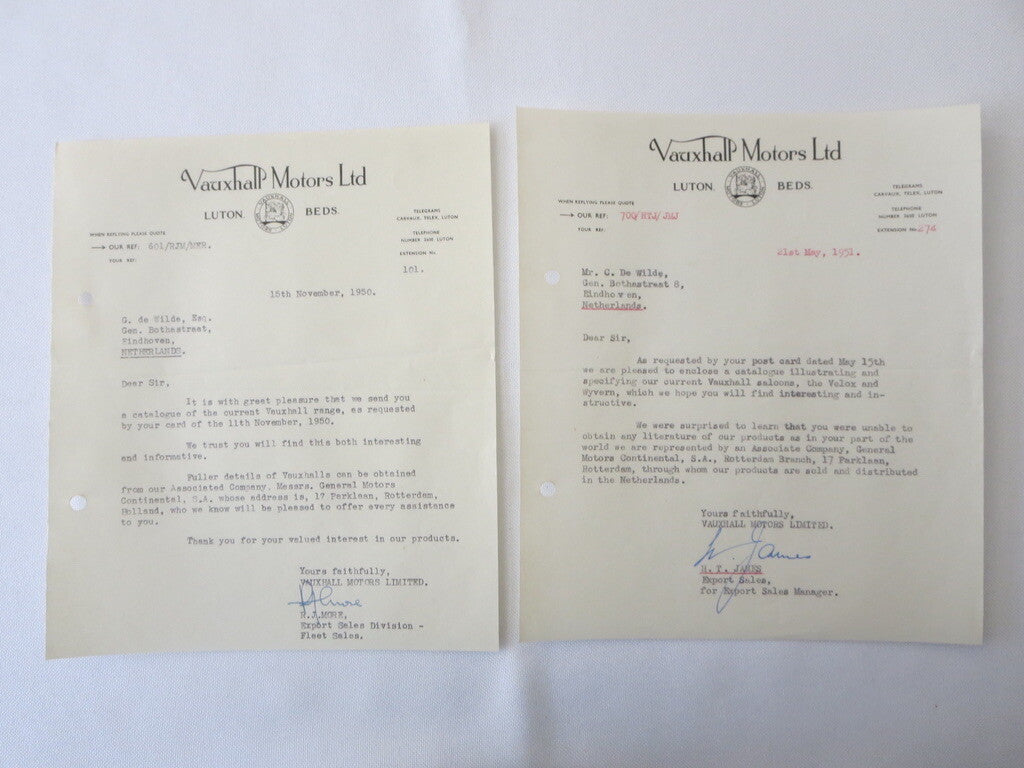 Vauxhall Motors Ltd
LUTON. BEDS.
TELEGRAMS
CARVAUX, TELEX, LUTON
TELEPHONE
NUMBER 2650 LUTON
EXTENSION No.
101.
WHEN REPLYING PLEASE QUOTE
OUR REF: 601/RJM/MKR.
YOUR REF.
15th November, 1950.
G. de Wilde, Esq.
Gen. Bothastraat,
Eindhoven,
NETHERLANDS.
Dear Sir,
It is with greet pleasure that we send you
a catalogue of the current Vauxhall range, as requested
by your card of the 11th November, 1950.
We trust you will find this both interesting
and informative.
Fuller details of Vauxhalls can be obtained
from our Associated Company, Messrs. General Motors
Continental, S.A. whose address is, 17 Parklaan, Rotterdam,
Holland, who we know will be pleased to offer every assistance
to you.
Thank you for your valued interest in our products.
Yours faithfully,
VAUXHALL MOTORS LIMITED.
R.J.MORE,
Export Sales Division -
Fleet Sales.
Vauxhall Motors Ltd
LUTON. BEDS.
TELEGRAMS
CARVAUX, TELEX, LUTON
TELEPHONE
NUMBER 2650 LUTON
EXTENSION No. 274
WHEN REPLYING PLEASE QUOTE
OUR REF: 700/HTJ/JMJ
YOUR REF.
21st May, 1951.
Mr. G. De Wilde,
Gen. Bothastraat 8,
Eindhoven,
Netherlands.
Dear Sir,
As requested by your post card dated May 15th
we are pleased to enclose a catalogue illustrating and
specifying our current Vauxhall saloons, the Velox and
Wyvern, which we hope you will find interesting and in-
structive.
We were surprised to learn that you were unable to
obtain any literature of our products as in your part of the
world we are represented by an Associate Company, General
Motors Continental, S.A., Rotterdam Branch, 17 Parklaan,
Rotterdam, through whom our products are sold and distributed
in the Netherlands.
Yours faithfully,
VAUXHALL MOTORS LIMITED.
H. T. JAMES
Export Sales,
for Export Sales Manager.